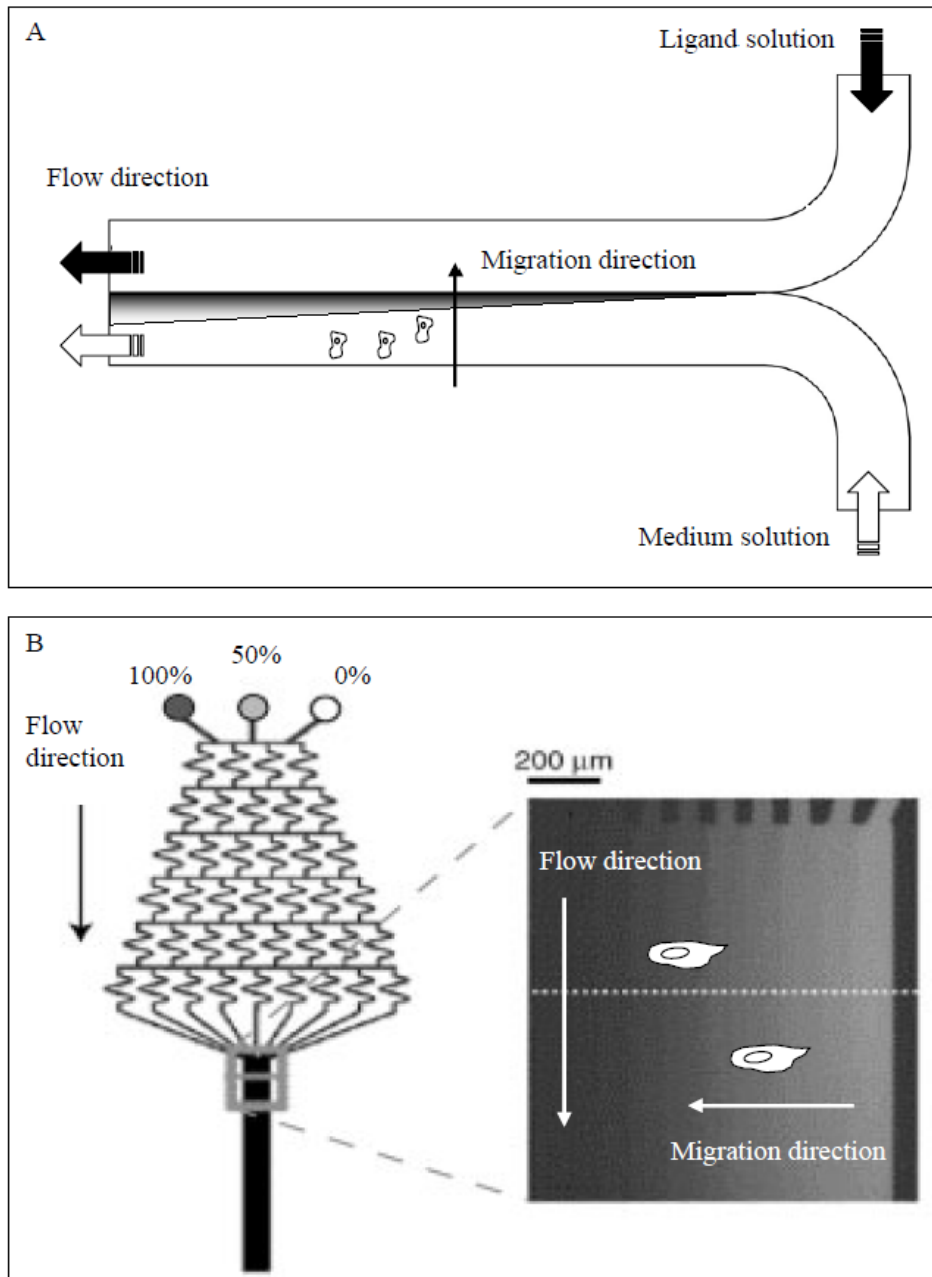 A
Ligand solution
Flow direction
Migration direction
Medium solution
B
50%
100%
0%
Flow
direction
200 µm
Flow direction
Migration direction